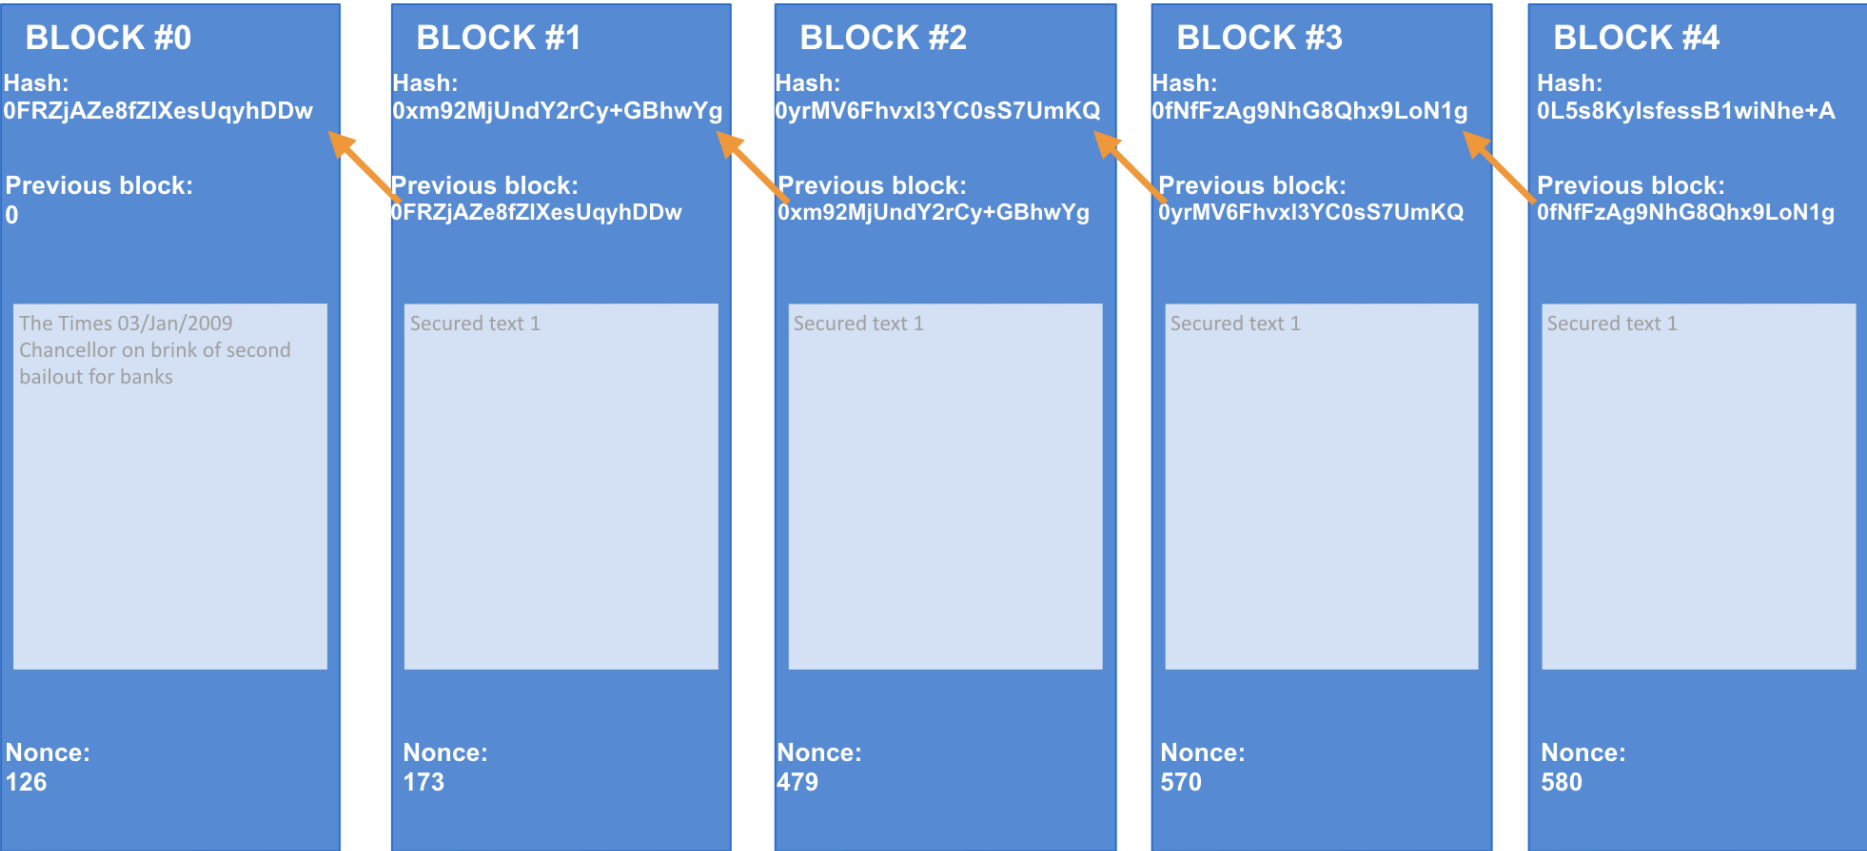 BLOCK #0
Hash:
0FRZjAZe8fZIXesUqyhDDw
Previous block:
0
The Times 03/Jan/2009
Chancellor on brink of second
bailout for banks
Nonce:
126
BLOCK #1
Hash:
0xm92MjUndY2rCy+GBhwYg
Previous block:
0FRZjAZe8fZIXesUqyhDDw
Secured text 1
Nonce:
173
BLOCK #2
Hash:
0yrMV6FhvxI3YC0sS7UmKQ
Previous block:
0xm92MjUndY2rCy+GBhwYg
Secured text 1
Nonce:
479
BLOCK #3
Hash:
0fNfFzAg9NhG8Qhx9LoN1g
Previous block:
0yrMV6FhvxI3YC0sS7UmKQ
Secured text 1
Nonce:
570
BLOCK #4
Hash:
0L5s8KyIsfessB1wiNhe+A
Previous block:
0fNfFzAg9NhG8Qhx9LoN1g
Secured text 1
Nonce:
580